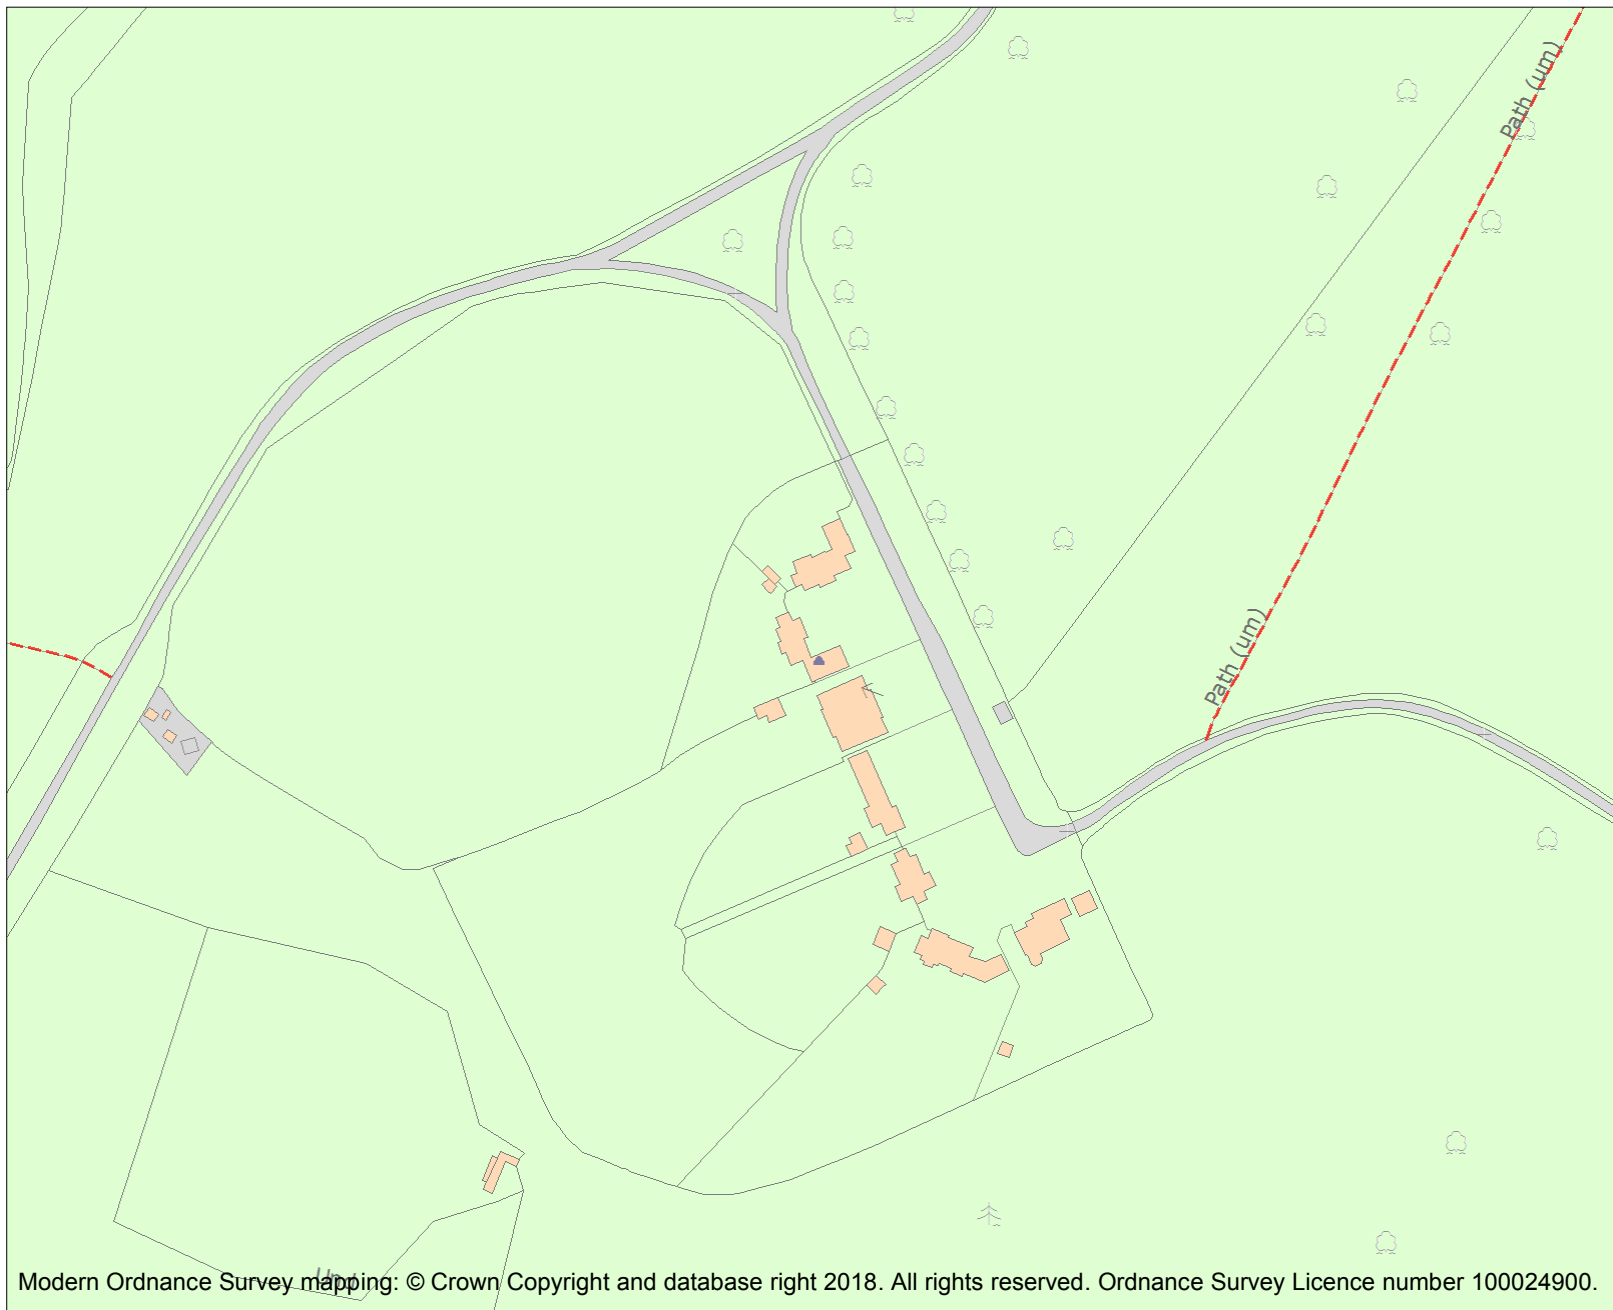 Path (um)
Path (um)
Und
Modern Ordnance Survey mapping: © Crown Copyright and database right 2018. All rights reserved. Ordnance Survey Licence number 100024900.